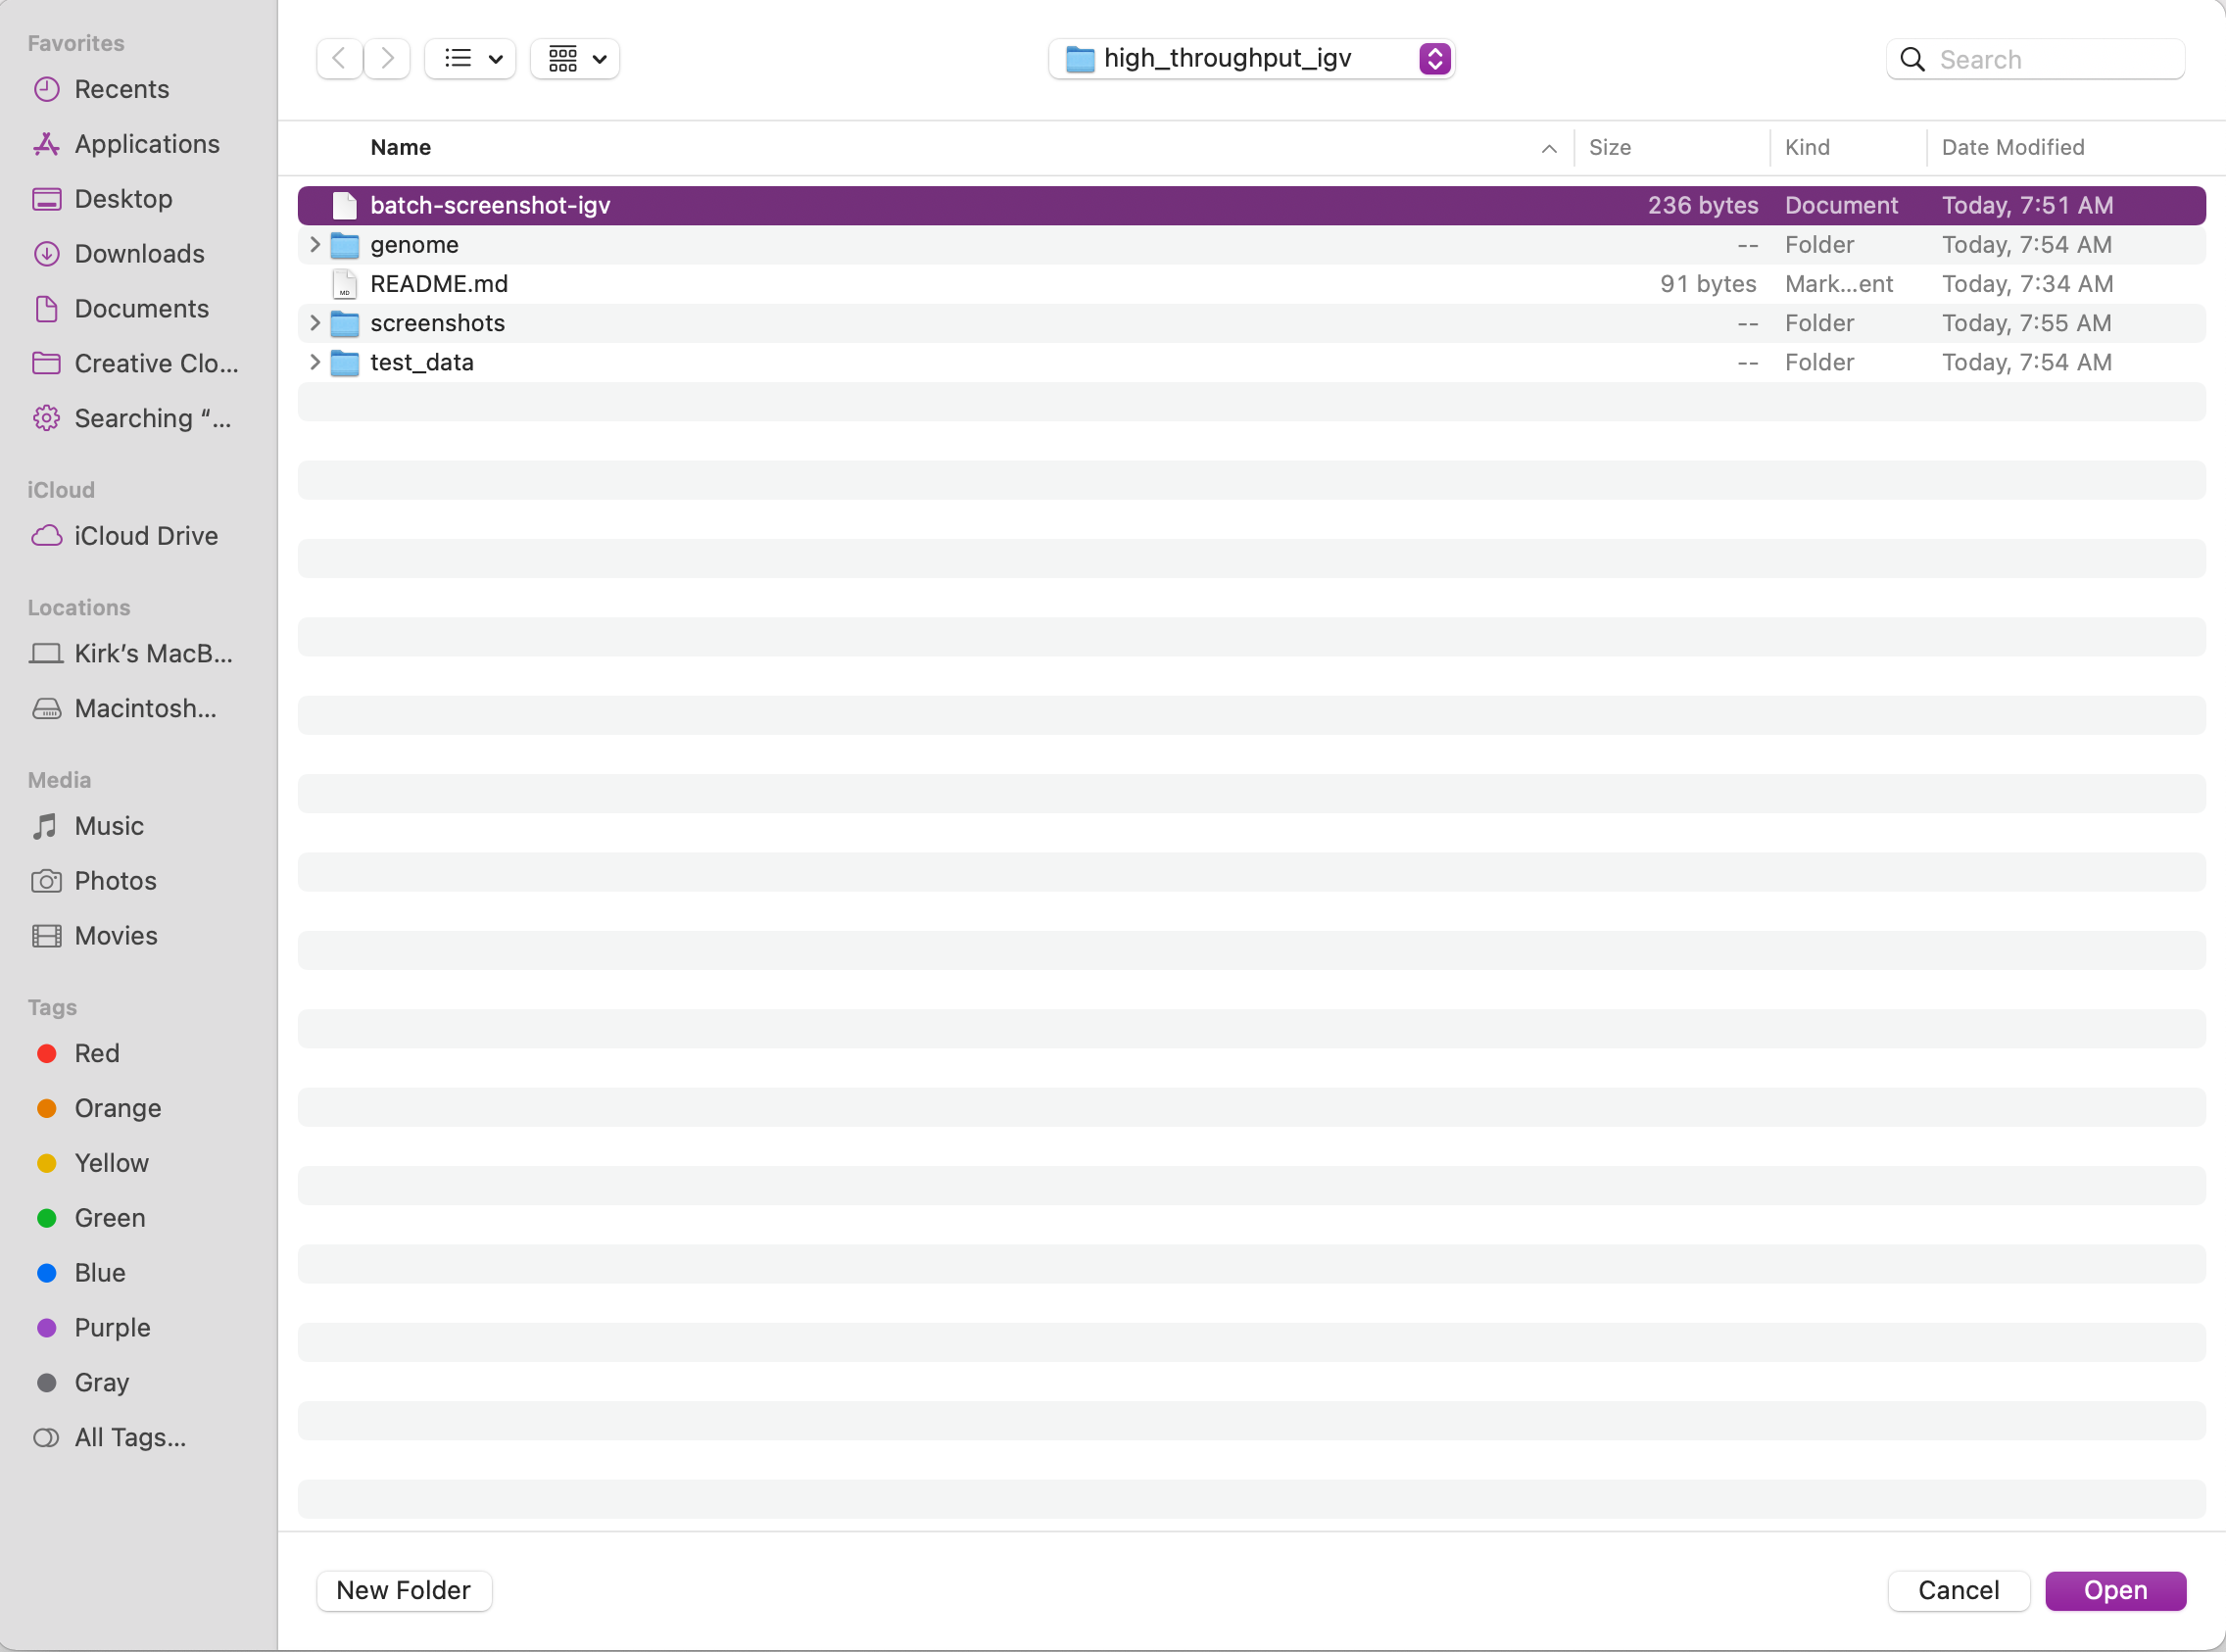 Favorites
Recents
Applications
Desktop
Downloads
Documents
Creative Clo...
Searching “...
iCloud
iCloud Drive
Locations
Kirk’s MacB...
Macintosh...
Media
Music
Photos
Movies
Tags
Red
Orange
Yellow
Green
Blue
Purple
Gray
All Tags...
high_throughput_igv
Search
Name Size Kind Date Modified
batch-screenshot-igv 236 bytes Document Today, 7:51 AM
genome -- Folder Today, 7:54 AM
MD README.md 91 bytes Mark...ent Today, 7:34 AM
screenshots -- Folder Today, 7:55 AM
test_data -- Folder Today, 7:54 AM
New Folder Cancel Open